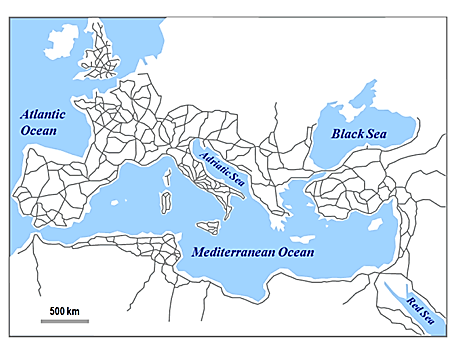 Atlantic
Ocean
Black Sea
Adriatic Sea
Mediterranean Ocean
Red Sea
500 km